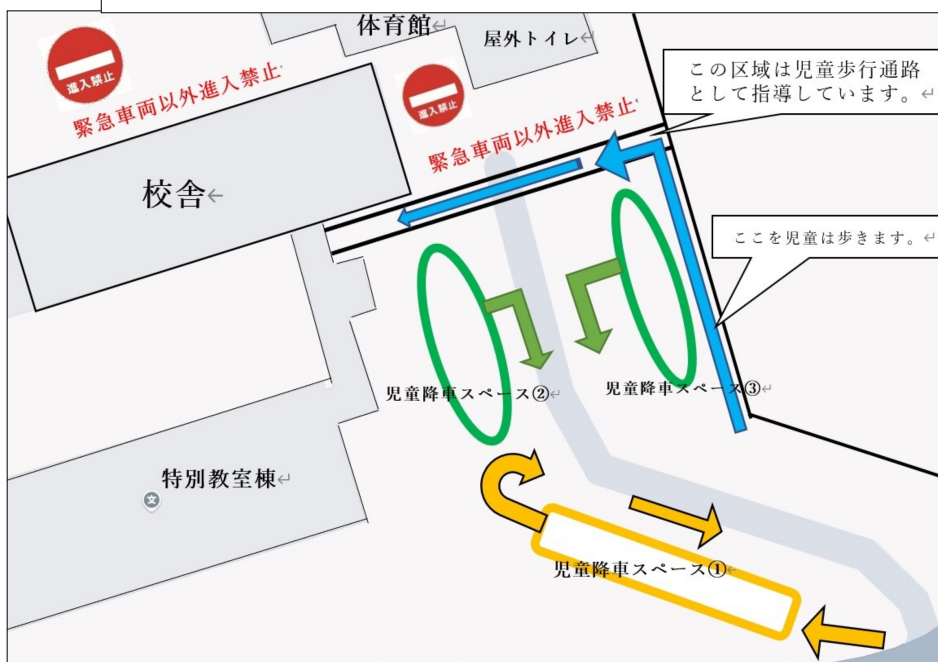 体育館↵
屋外トイレ↵
進入禁止
緊急車両以外進入禁止
進入禁止
緊急車両以外進入禁止
この区域は児童歩行通路
として指導しています。↵
校舎↵
ここを児童は歩きます。↵
児童降車スペース②↵
児童降車スペース③↵
特別教室棟↵
文
児童降車スペース①↵